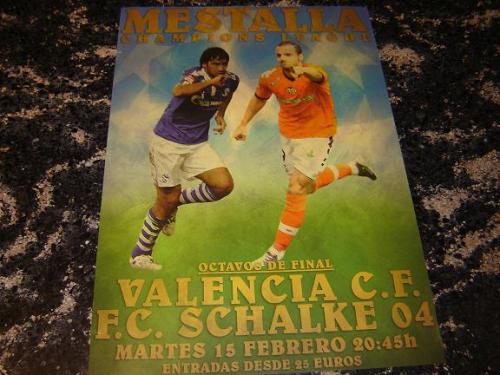 MESTALLA
CHAMPIONS LEAGUE
OCTAVOS DE FINAL
VALENCIA C.F.
F.C. SCHALKE 04
MARTES 15 FEBRERO 20:45h
ENTRADAS DESDE 25 EUROS